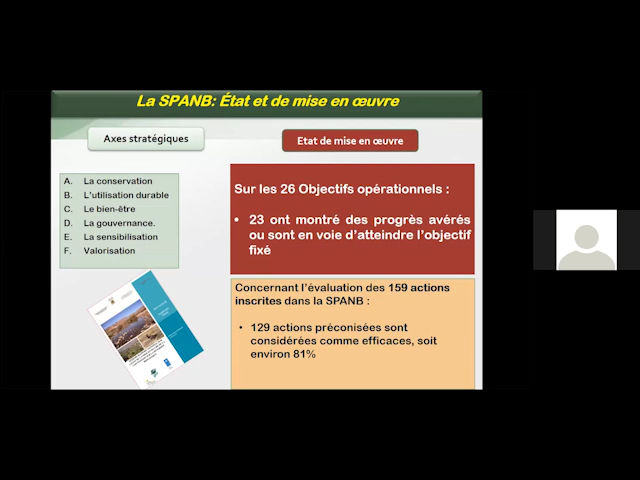 La SPANB: État et de mise en œuvre
Axes stratégiques
Etat de mise en œuvre
A. La conservation
B. L'utilisation durable
C. Le bien-être
D. La gouvernance.
E. La sensibilisation
F. Valorisation
Sur les 26 Objectifs opérationnels :
• 23 ont montré des progrès avérés
ou sont en voie d'atteindre l'objectif
fixé
Concernant l'évaluation des 159 actions
inscrites dans la SPANB :
• 129 actions préconisées sont
considérées comme efficaces, soit
environ 81%